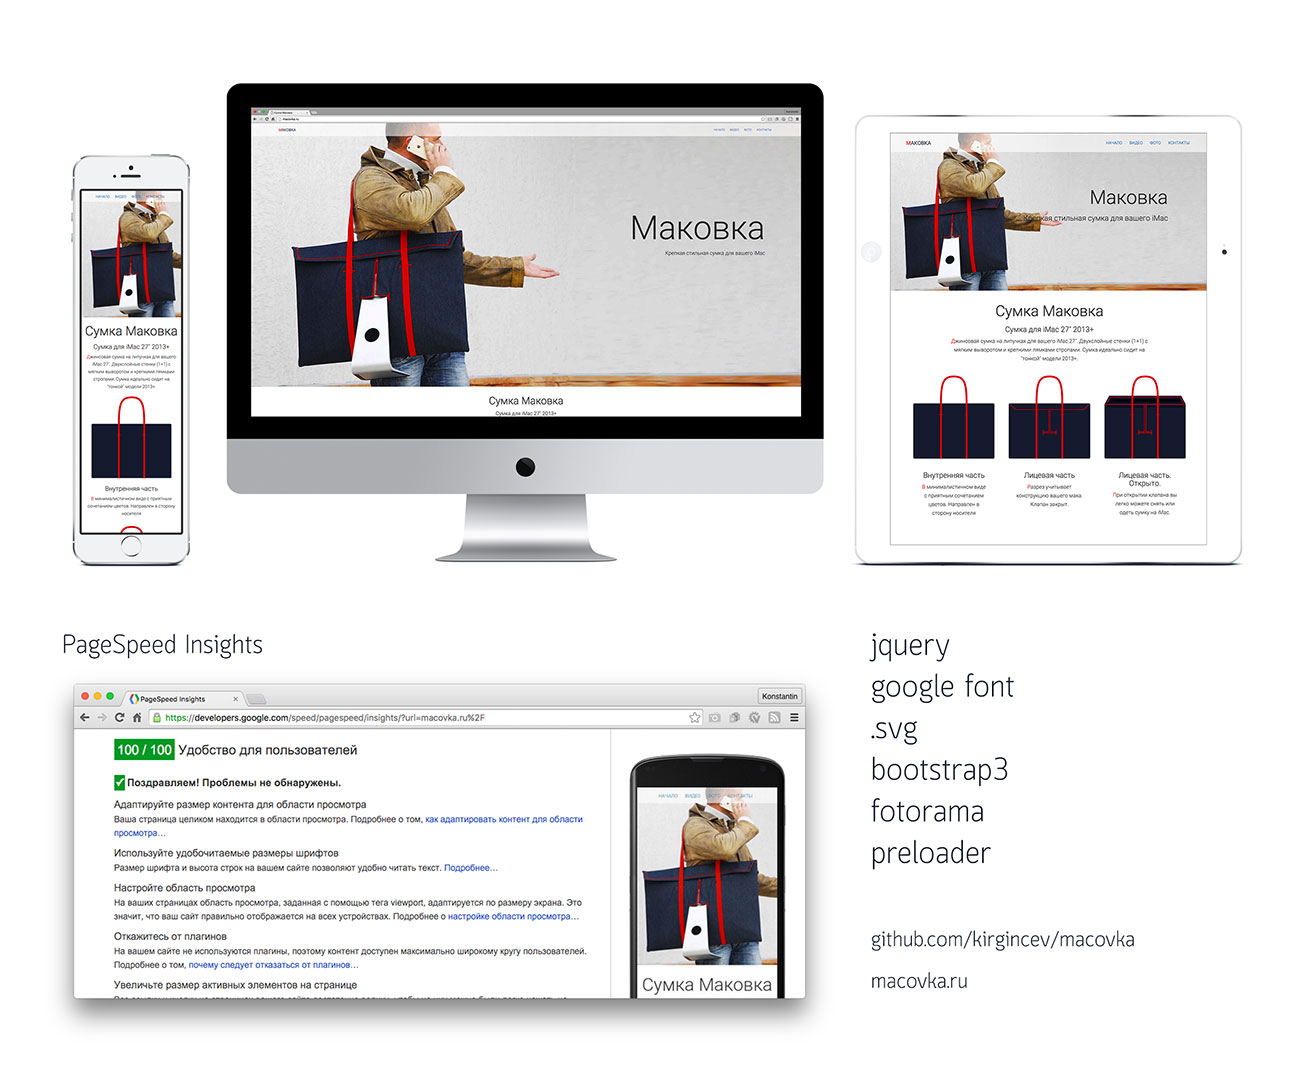 НАЧАЛО ВИДЕО ФОТО КОНТАКТЫ
Сумка Маковка
Сумка для iMac 27" 2013+
Джинсовая сумка на липучках для вашего
iMac 27". Двухслойные стенки (1+1) с
мягким выворотом и крепкими лямками
стропами. Сумка идеально сидит на
"тонкой" модели 2013+.
Внутренняя часть
В минималистичном виде с приятным
сочетанием цветов. Направлен в сторону
носителя
МАКОВКА
НАЧАЛО ВИДЕО ФОТО КОНТАКТЫ
Маковка
Крепкая стильная сумка для вашего iMac
Сумка Маковка
Сумка для iMac 27" 2013+
МАКОВКА
НАЧАЛО ВИДЕО ФОТО КОНТАКТЫ
Маковка
Крепкая стильная сумка для вашего iMac
Сумка Маковка
Сумка для iMac 27" 2013+
Джинсовая сумка на липучках для вашего iMac 27". Двухслойные стенки (1+1) с
мягким выворотом и крепкими лямками стропами. Сумка идеально сидит на
"тонкой" модели 2013+.
Внутренняя часть
В минималистичном виде
с приятным сочетанием
цветов. Направлен в
сторону носителя
Лицевая часть
Разрез учитывает
конструкцию вашего мака.
Клапан закрыт.
Лицевая часть.
Открыто.
При открытии клапана вы
легко можете снять или
одеть сумку на iMac.
PageSpeed Insights
PageSpeed Insights
Konstantin
https://developers.google.com/speed/pagespeed/insights/?url=macovka.ru%2F
100 / 100 Удобство для пользователей
Поздравляем! Проблемы не обнаружены.
Адаптируйте размер контента для области просмотра
Ваша страница целиком находится в области просмотра. Подробнее о том, как адаптировать контент для области
просмотра…
Используйте удобочитаемые размеры шрифтов
Размер шрифта и высота строк на вашем сайте позволяют удобно читать текст. Подробнее…
Настройте область просмотра
На ваших страницах область просмотра, заданная с помощью тега viewport, адаптируется по размеру экрана. Это
значит, что ваш сайт правильно отображается на всех устройствах. Подробнее о настройке области просмотра…
Откажитесь от плагинов
На вашем сайте не используются плагины, поэтому контент доступен максимально широкому кругу пользователей.
Подробнее о том, почему следует отказаться от плагинов…
Увеличьте размер активных элементов на странице
НАЧАЛО ВИДЕО ФОТО КОНТАКТЫ
Сумка Маковка
jquery
google font
.svg
bootstrap3
fotorama
preloader
github.com/kirgincev/macovka
macovka.ru